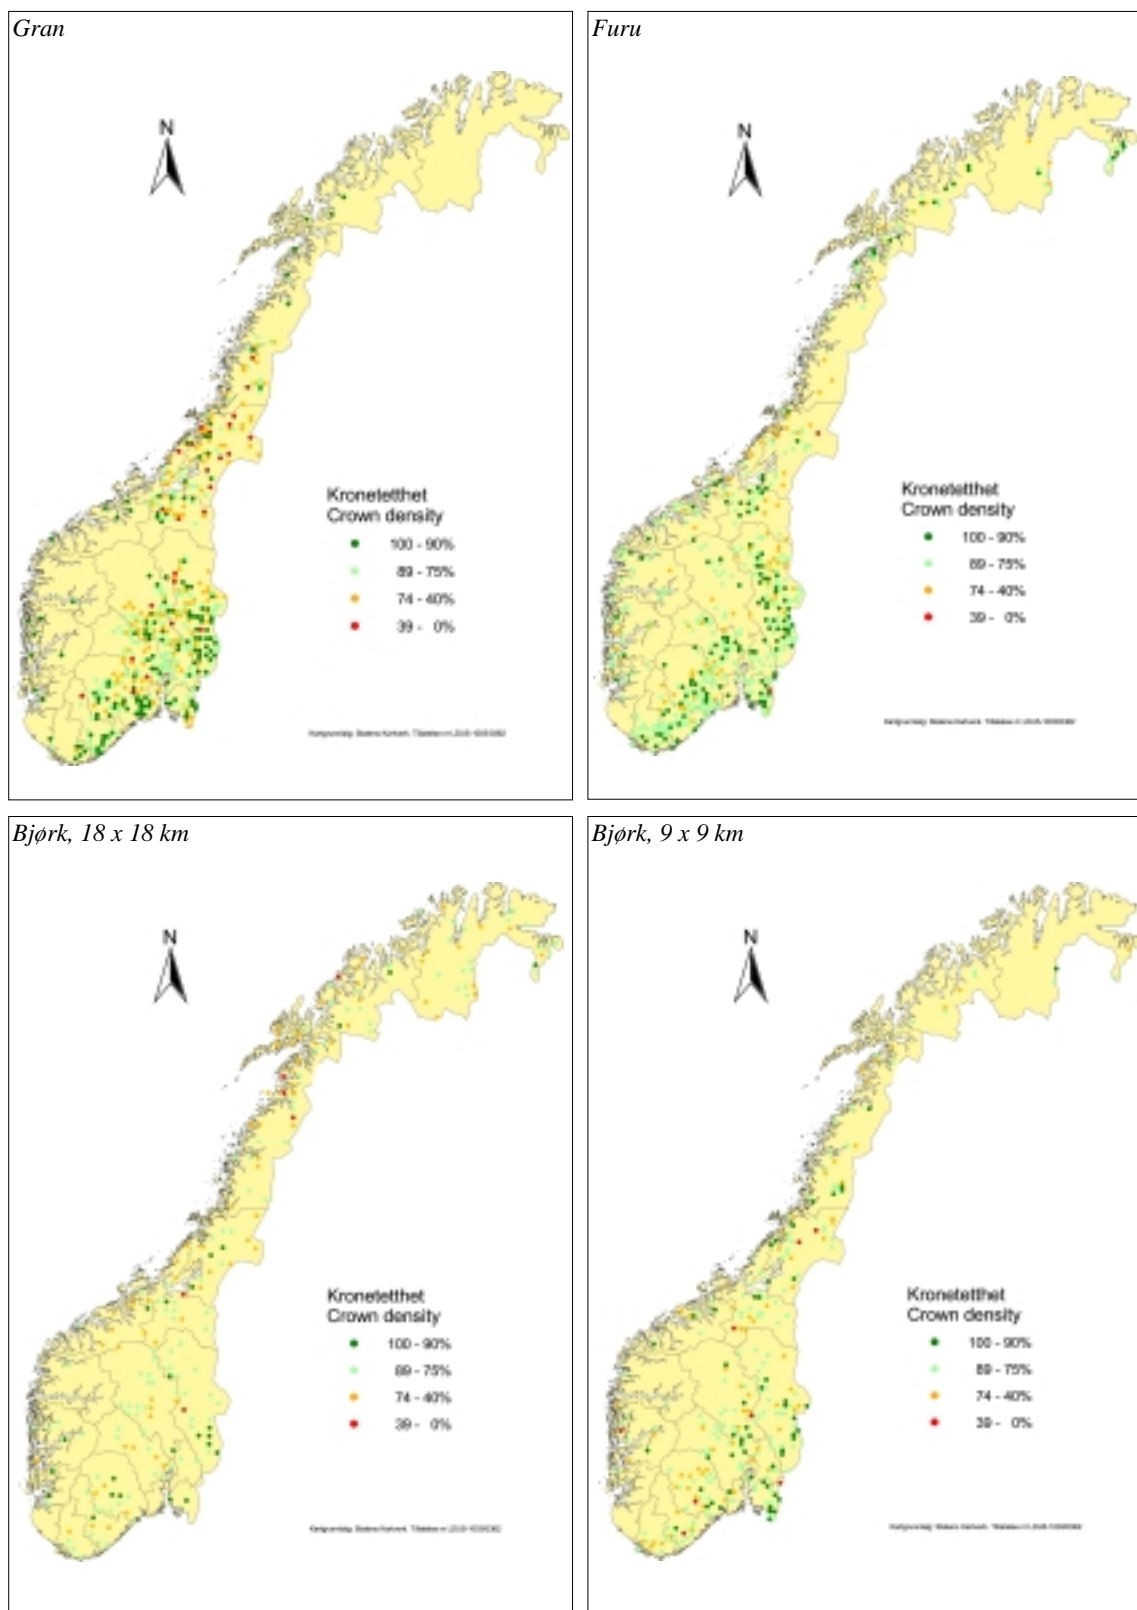 Gran
N
Kronetetthet
Crown density
100 - 90%
89 - 75%
74 - 40%
39 - 0%
Furu
N
Kronetetthet
Crown density
100 - 90%
89 - 75%
74 - 40%
39 - 0%
Bjørk, 18 x 18 km
N
Kronetetthet
Crown density
100 - 90%
89 - 75%
74 - 40%
39 - 0%
Bjørk, 9 x 9 km
N
Kronetetthet
Crown density
100 - 90%
89 - 75%
74 - 40%
39 - 0%